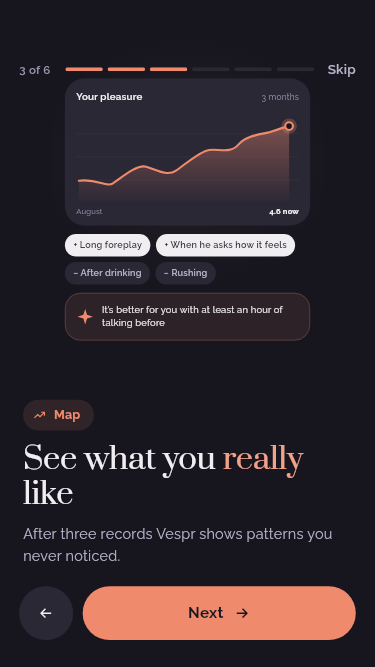 3 of 6
Skip
Your pleasure
3 months
August
4.6 now
+ Long foreplay
+ When he asks how it feels
– After drinking
– Rushing
It's better for you with at least an hour of
talking before
Map
See what you really
like
After three records Vespr shows patterns you
never noticed.
Next